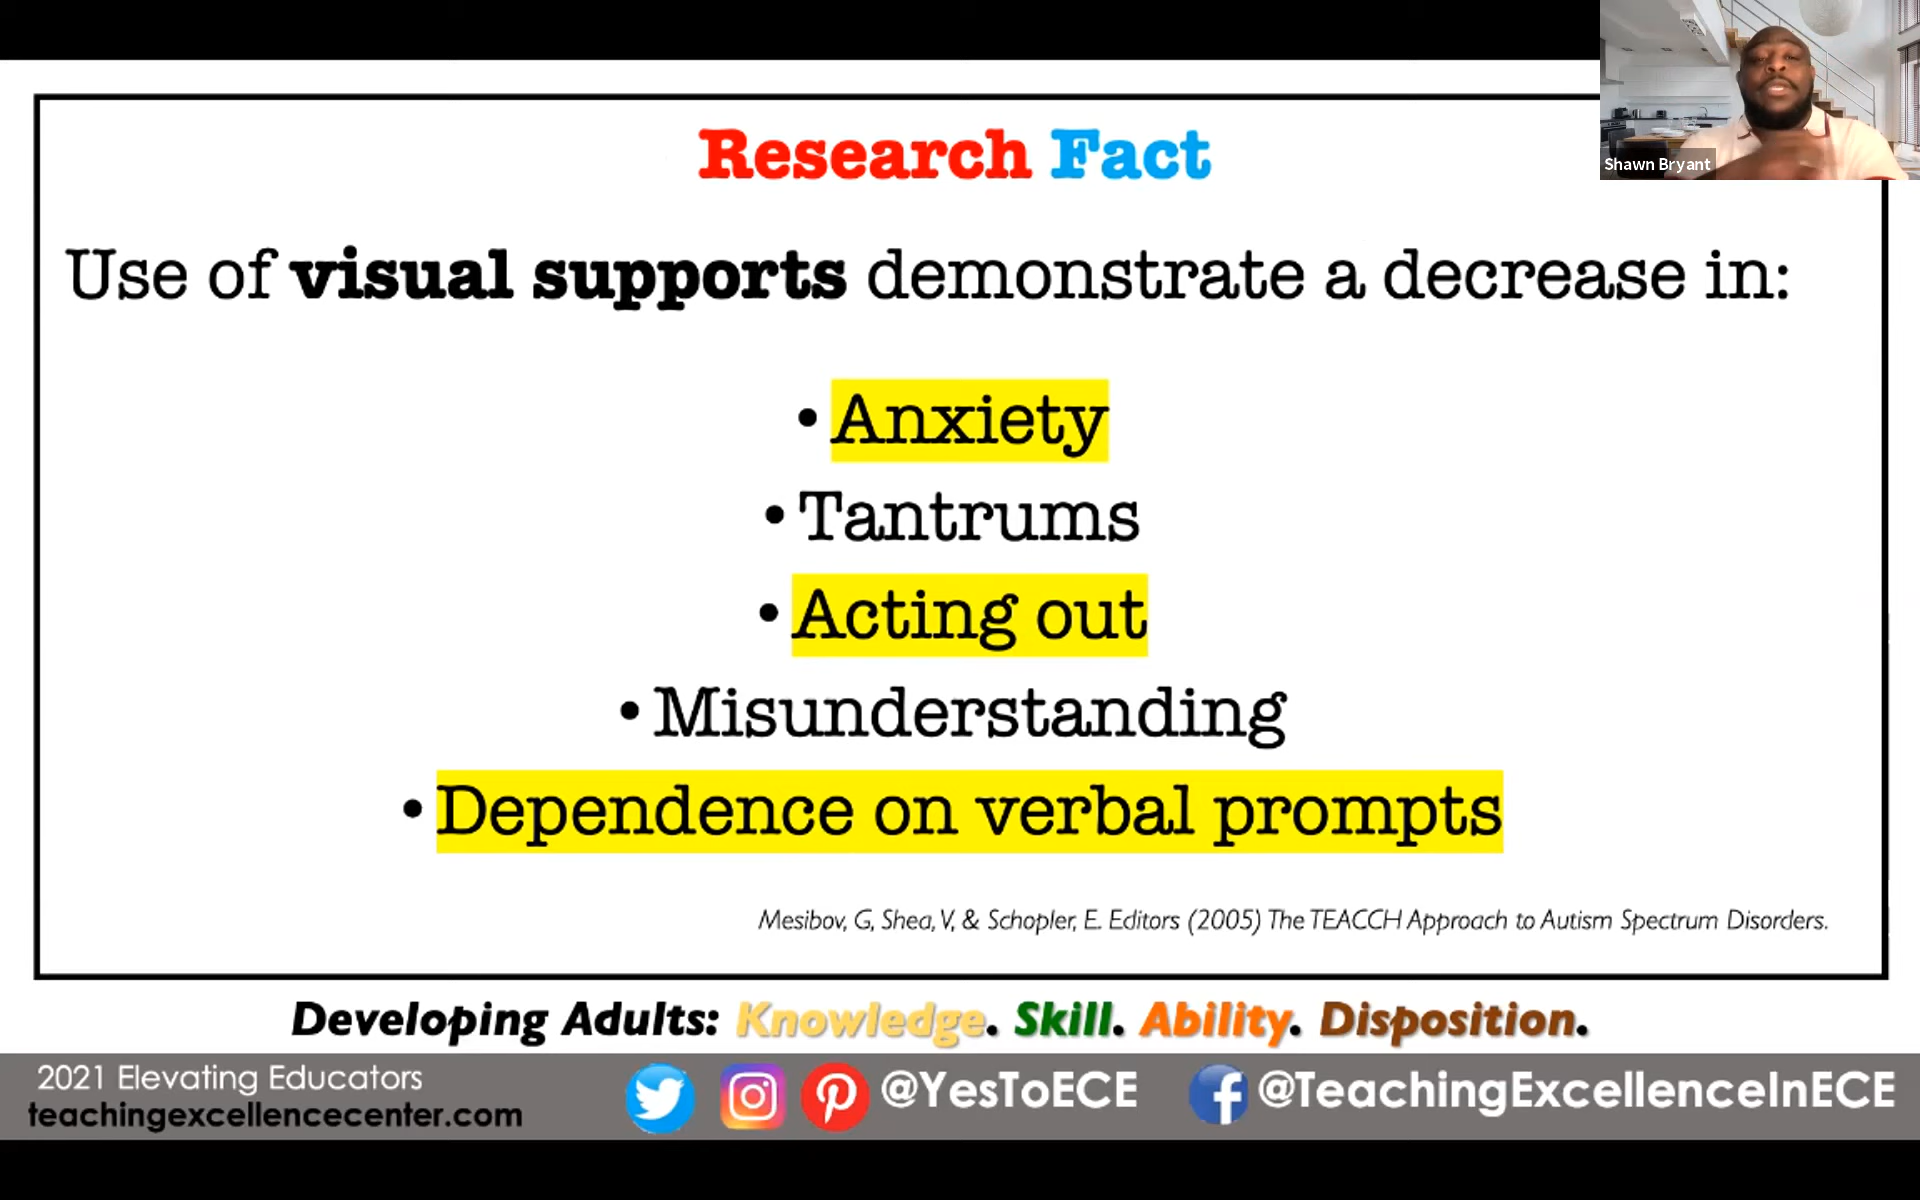 Shawn Bryant
Research Fact
Use of visual supports demonstrate a decrease in:
• Anxiety
• Tantrums
• Acting out
• Misunderstanding
• Dependence on verbal prompts
Mesibov, G, Shea, V, & Schopler, E. Editors (2005) The TEACCH Approach to Autism Spectrum Disorders.
Developing Adults: Knowledge. Skill. Ability. Disposition.
2021 Elevating Educators
teachingexcellencecenter.com
@YesToECE
@TeachingExcellenceInECE